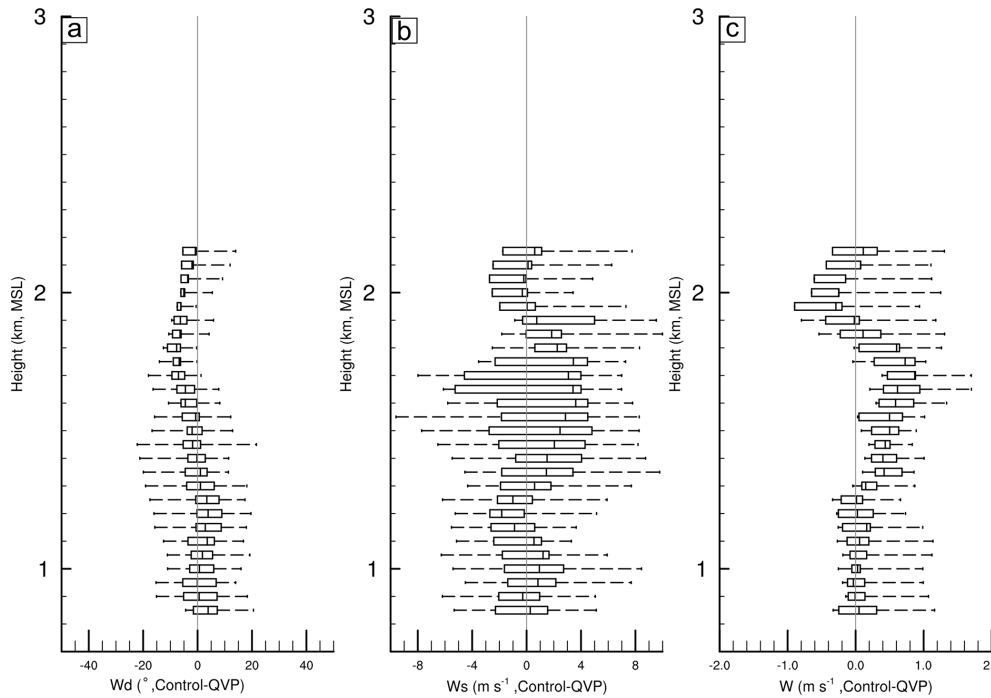 a
b
c
3
3
3
2
2
2
1
1
1
Height (km, MSL)
Height (km, MSL)
Height (km, MSL)
-40 -20 0 20 40
-8 -4 0 4 8
-2.0 -1.0 0.0 1.0 2.
Wd (°,Control-QVP)
Ws (m s⁻¹ ,Control-QVP)
W (m s⁻¹ ,Control-QVP)